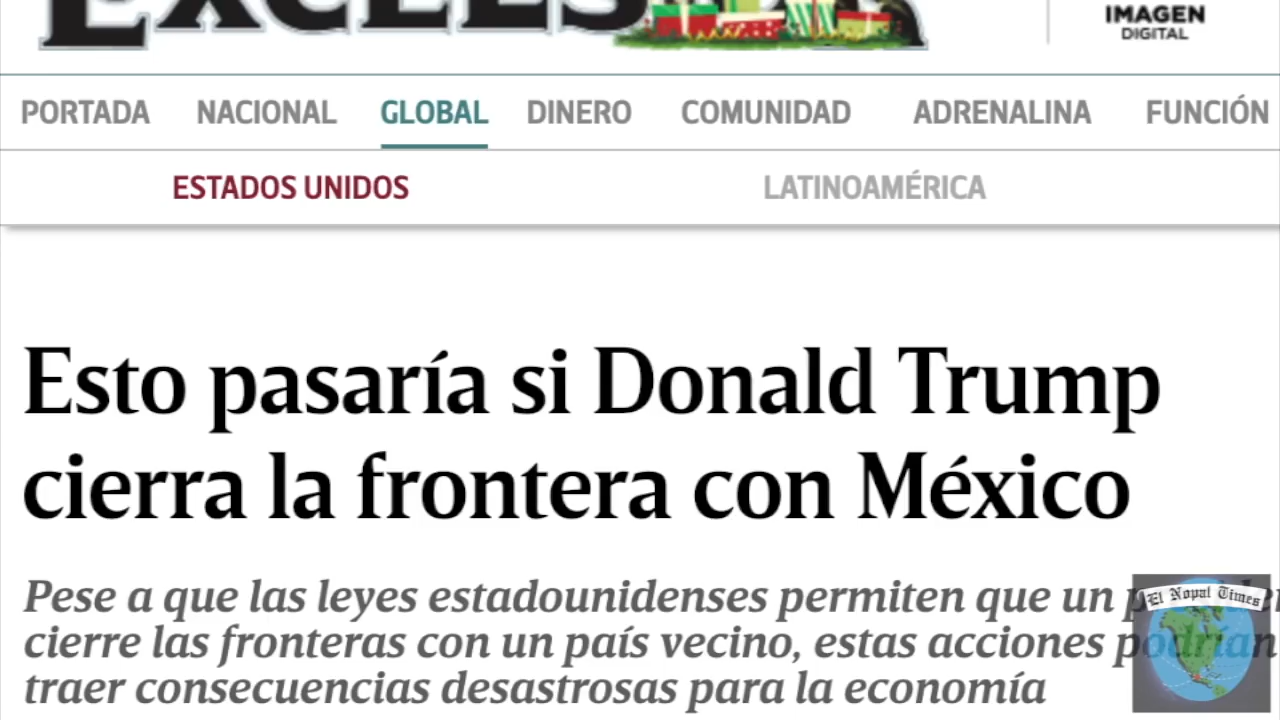 IMAGEN
DIGITAL
PORTADA NACIONAL GLOBAL DINERO COMUNIDAD ADRENALINA FUNCIÓN
ESTADOS UNIDOS LATINOAMÉRICA
Esto pasaría si Donald Trump
cierra la frontera con México
Pese a que las leyes estadounidenses permiten que un
cierre las fronteras con un país vecino, estas acciones podrían
traer consecuencias desastrosas para la economía
El Nopal Times